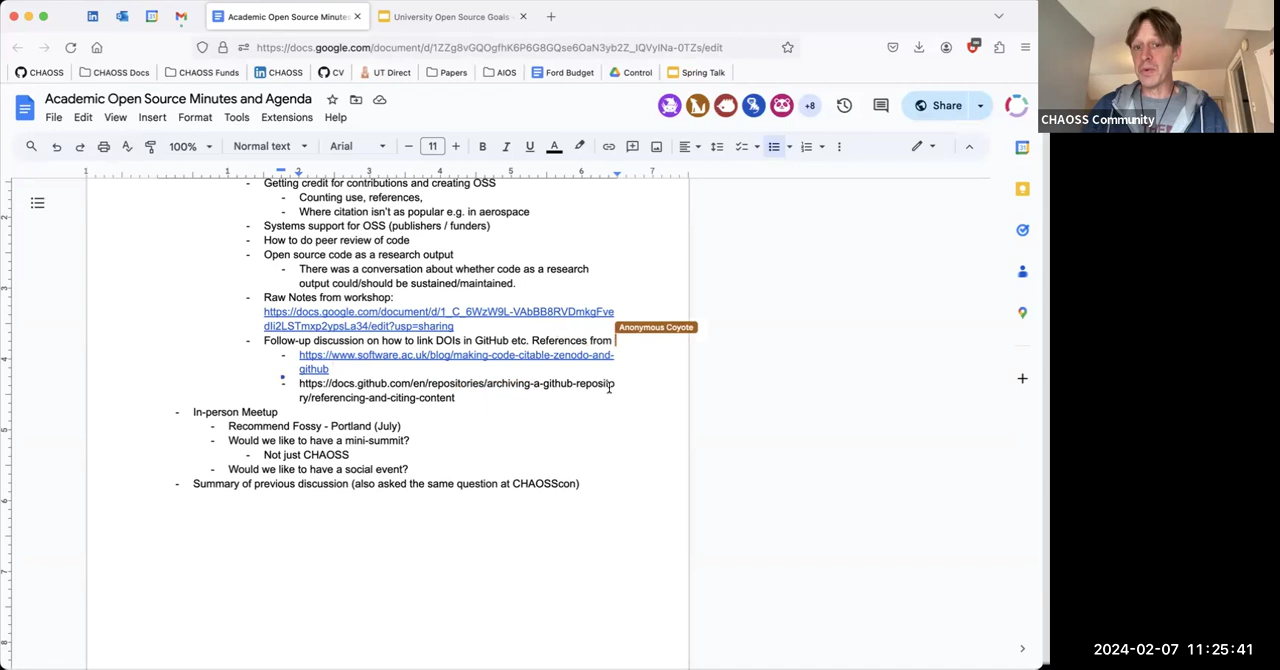 Academic Open Source Minutes
University Open Source Goals
https://docs.google.com/document/d/1ZZg8vGQOgfhK6P6G8GQse6OaN3yb2Z_IQVyINa-0TZs/edit
CHAOSS
CHAOSS Docs
CHAOSS Funds
CHAOSS
CV
UT Direct
Papers
AIOS
Ford Budget
Control
Spring Talk
CHAOSS Community
Academic Open Source Minutes and Agenda
+8
Share
File Edit View Insert Format Tools Extensions Help
100% Normal text Arial 11 B I U A
1 1 2 3 4 5 6 7
- Getting credit for contributions and creating OSS
- Counting use, references,
- Where citation isn't as popular e.g. in aerospace
- Systems support for OSS (publishers / funders)
- How to do peer review of code
- Open source code as a research output
- There was a conversation about whether code as a research
output could/should be sustained/maintained.
- Raw Notes from workshop:
https://docs.google.com/document/d/1_C_6WzW9L-VAbBB8RVDmkgFve
dIi2LSTmxp2ypsLa34/edit?usp=sharing
Anonymous Coyote
- Follow-up discussion on how to link DOIs in GitHub etc. References from
- https://www.software.ac.uk/blog/making-code-citable-zenodo-and-
github
- https://docs.github.com/en/repositories/archiving-a-github-reposito
ry/referencing-and-citing-content
- In-person Meetup
- Recommend Fossy - Portland (July)
- Would we like to have a mini-summit?
- Not just CHAOSS
- Would we like to have a social event?
- Summary of previous discussion (also asked the same question at CHAOSScon)
2024-02-07 11:25:41